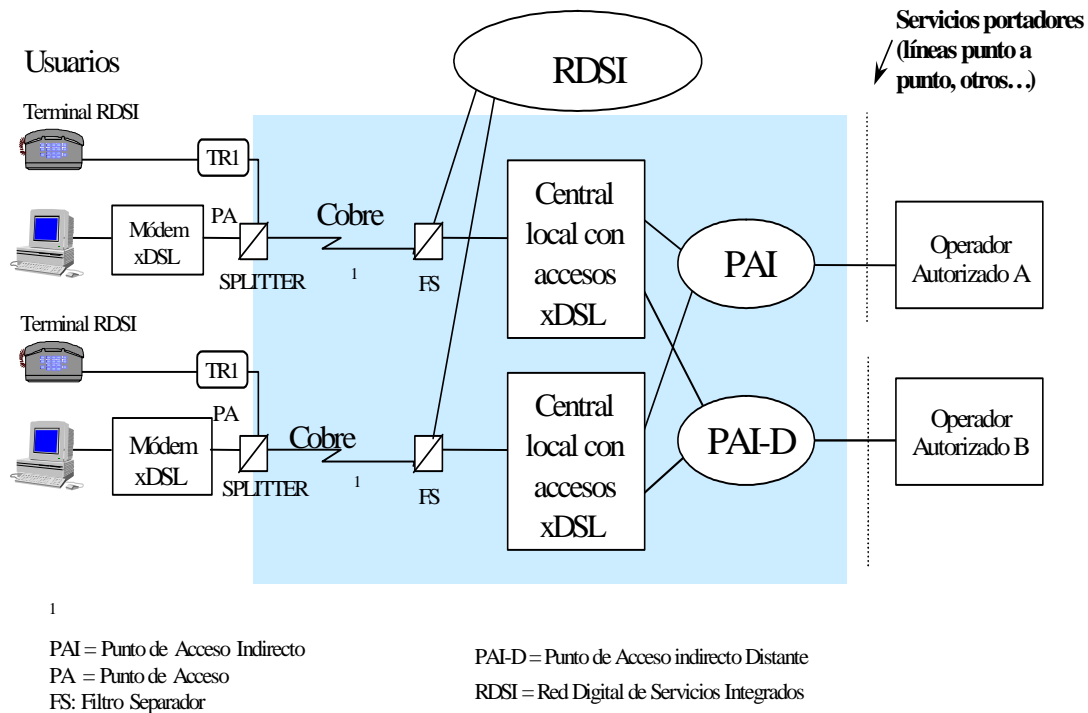 Servicios portadores
(líneas punto a
punto, otros…)
Usuarios
RDSI
Terminal RDSI
TR1
PA
Módem
xDSL
SPLITTER
Cobre
1
FS
Central
local con
accesos
xDSL
PAI
Operador
Autorizado A
Terminal RDSI
TR1
PA
Módem
xDSL
SPLITTER
Cobre
1
FS
Central
local con
accesos
xDSL
PAI-D
Operador
Autorizado B
1
PAI = Punto de Acceso Indirecto
PA = Punto de Acceso
FS: Filtro Separador
PAI-D = Punto de Acceso indirecto Distante
RDSI = Red Digital de Servicios Integrados